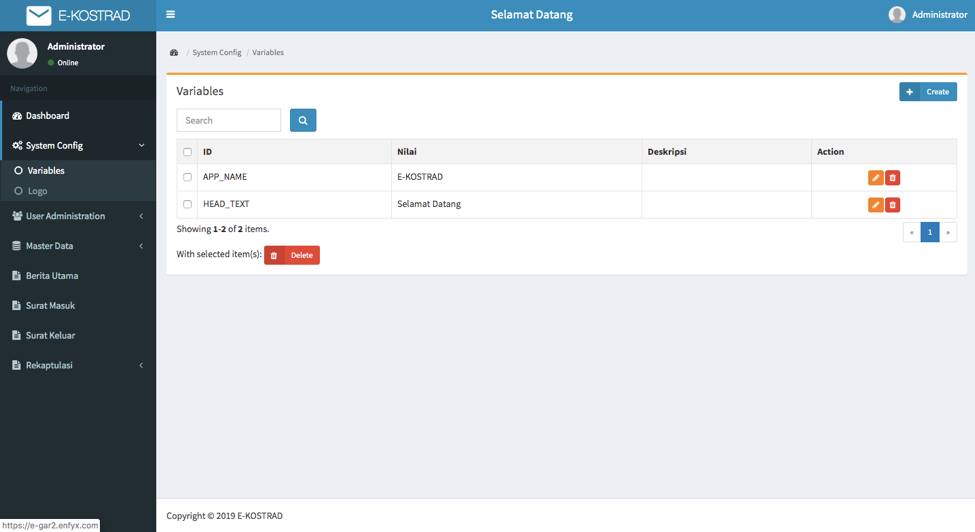 E-KOSTRAD
Selamat Datang
Administrator
Administrator
Online
Navigation
Dashboard
System Config
Variables
Logo
User Administration
Master Data
Berita Utama
Surat Masuk
Surat Keluar
Rekaptulasi
/ System Config / Variables
Variables
+ Create
Search
ID Nilai Deskripsi Action
APP_NAME E-KOSTRAD
HEAD_TEXT Selamat Datang
Showing 1-2 of 2 items.
« 1 »
With selected item(s): Delete
Copyright © 2019 E-KOSTRAD
https://e-gar2.enfyx.com